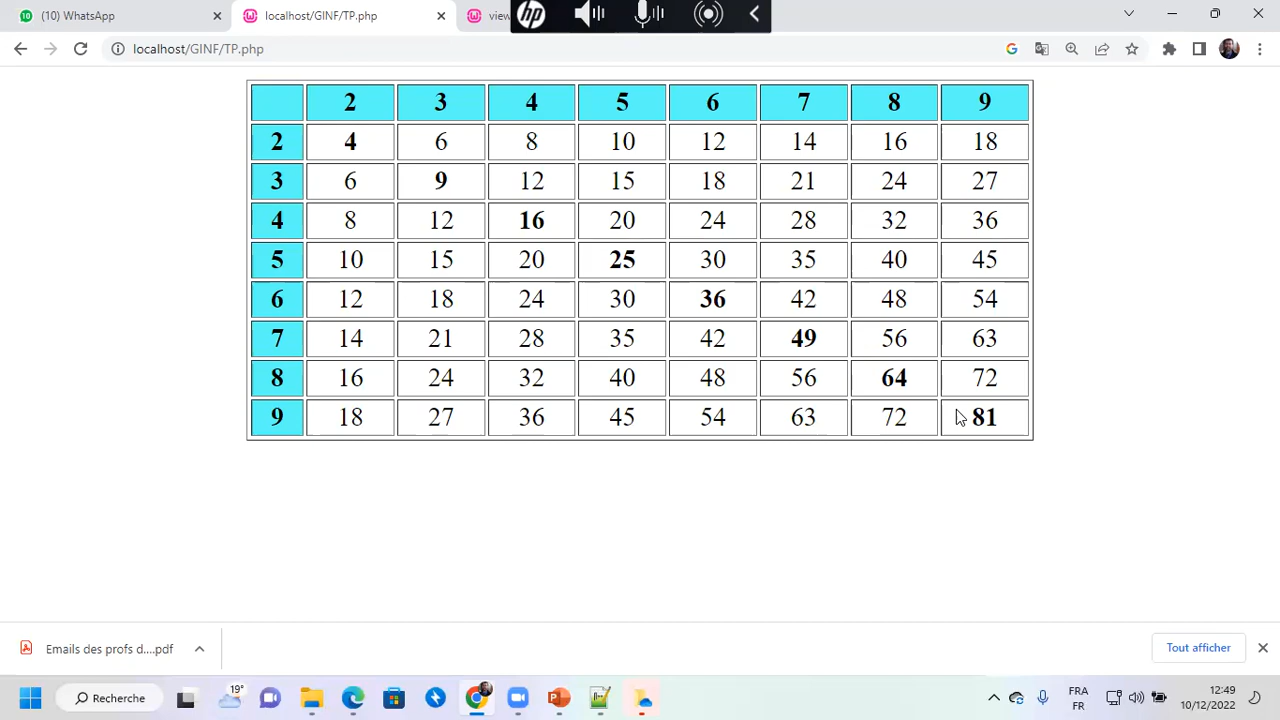 (10) WhatsApp
localhost/GINF/TP.php
view
hp
localhost/GINF/TP.php
2 3 4 5 6 7 8 9
2 4 6 8 10 12 14 16 18
3 6 9 12 15 18 21 24 27
4 8 12 16 20 24 28 32 36
5 10 15 20 25 30 35 40 45
6 12 18 24 30 36 42 48 54
7 14 21 28 35 42 49 56 63
8 16 24 32 40 48 56 64 72
9 18 27 36 45 54 63 72 81
Emails des profs d....pdf
Tout afficher
Recherche
19°
FRA
FR
12:49
10/12/2022